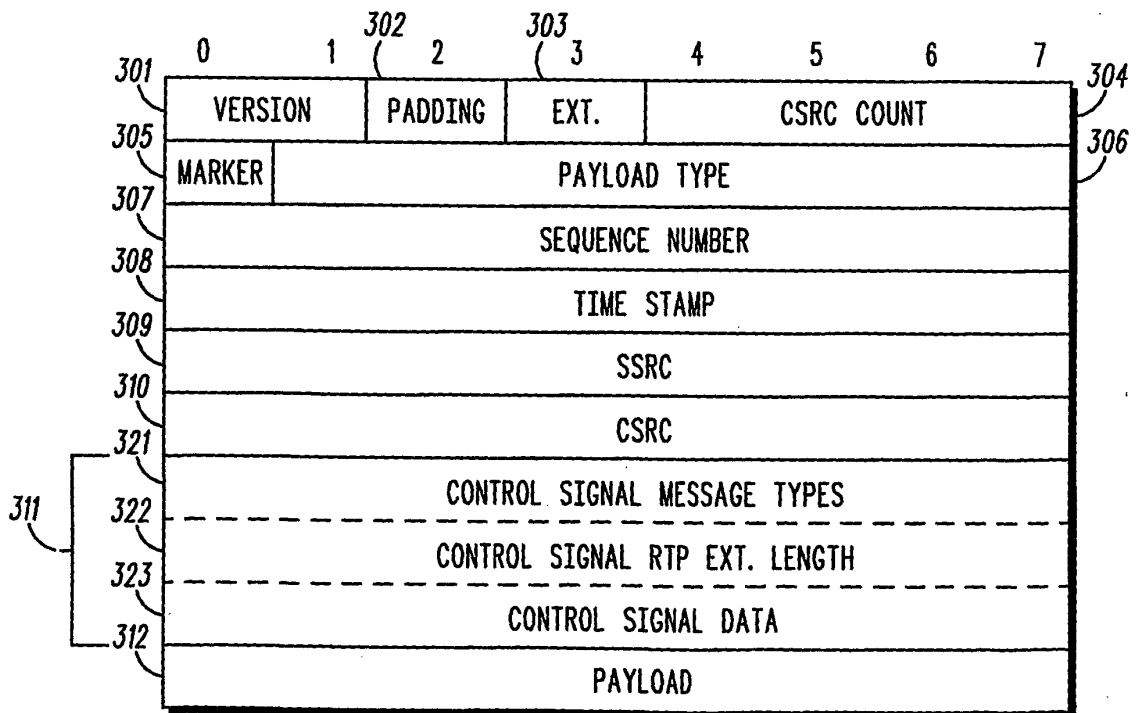 302 303
0 1 2 3 4 5 6 7
301 VERSION PADDING EXT. CSRC COUNT 304
305 MARKER PAYLOAD TYPE 306
307 SEQUENCE NUMBER
308 TIME STAMP
309 SSRC
310 CSRC
321 CONTROL SIGNAL MESSAGE TYPES
311 322 CONTROL SIGNAL RTP EXT. LENGTH
323 CONTROL SIGNAL DATA
312 PAYLOAD